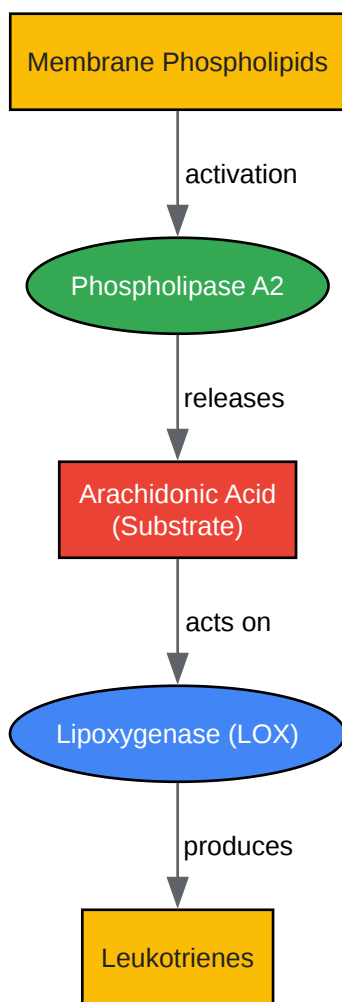 Membrane Phospholipids
activation
Phospholipase A2
releases
Arachidonic Acid
(Substrate)
acts on
Lipoxygenase (LOX)
produces
Leukotrienes